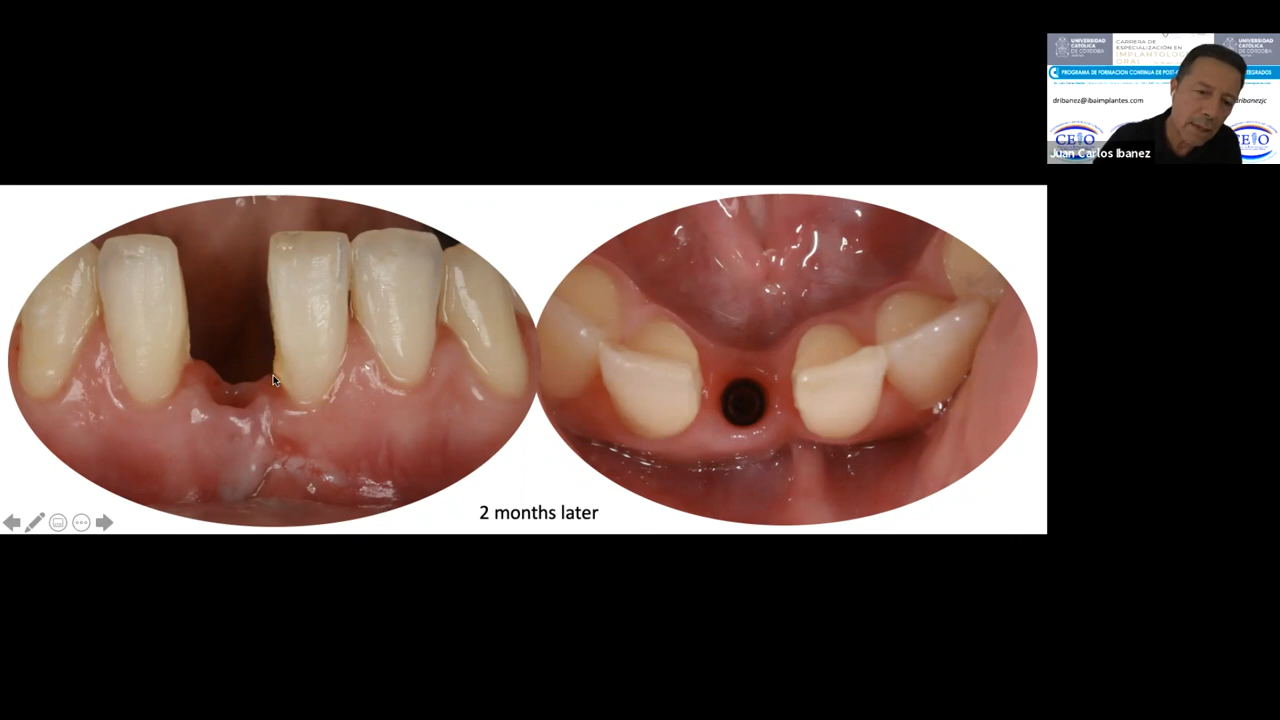 UNIVERSIDAD
CATÓLICA
DE CÓRDOBA
CARRERA DE
ESPECIALIZACIÓN EN
IMPLANTOLOG
ORAL
UNIVERSIDAD
CATÓLICA
DE CÓRDOBA
PROGRAMA DE FORMACION CONTINUA DE POST-
dribanez@ibaimplantes.com
dribanezjc
CEIO
CEIO
Juan Carlos Ibanez
2 months later